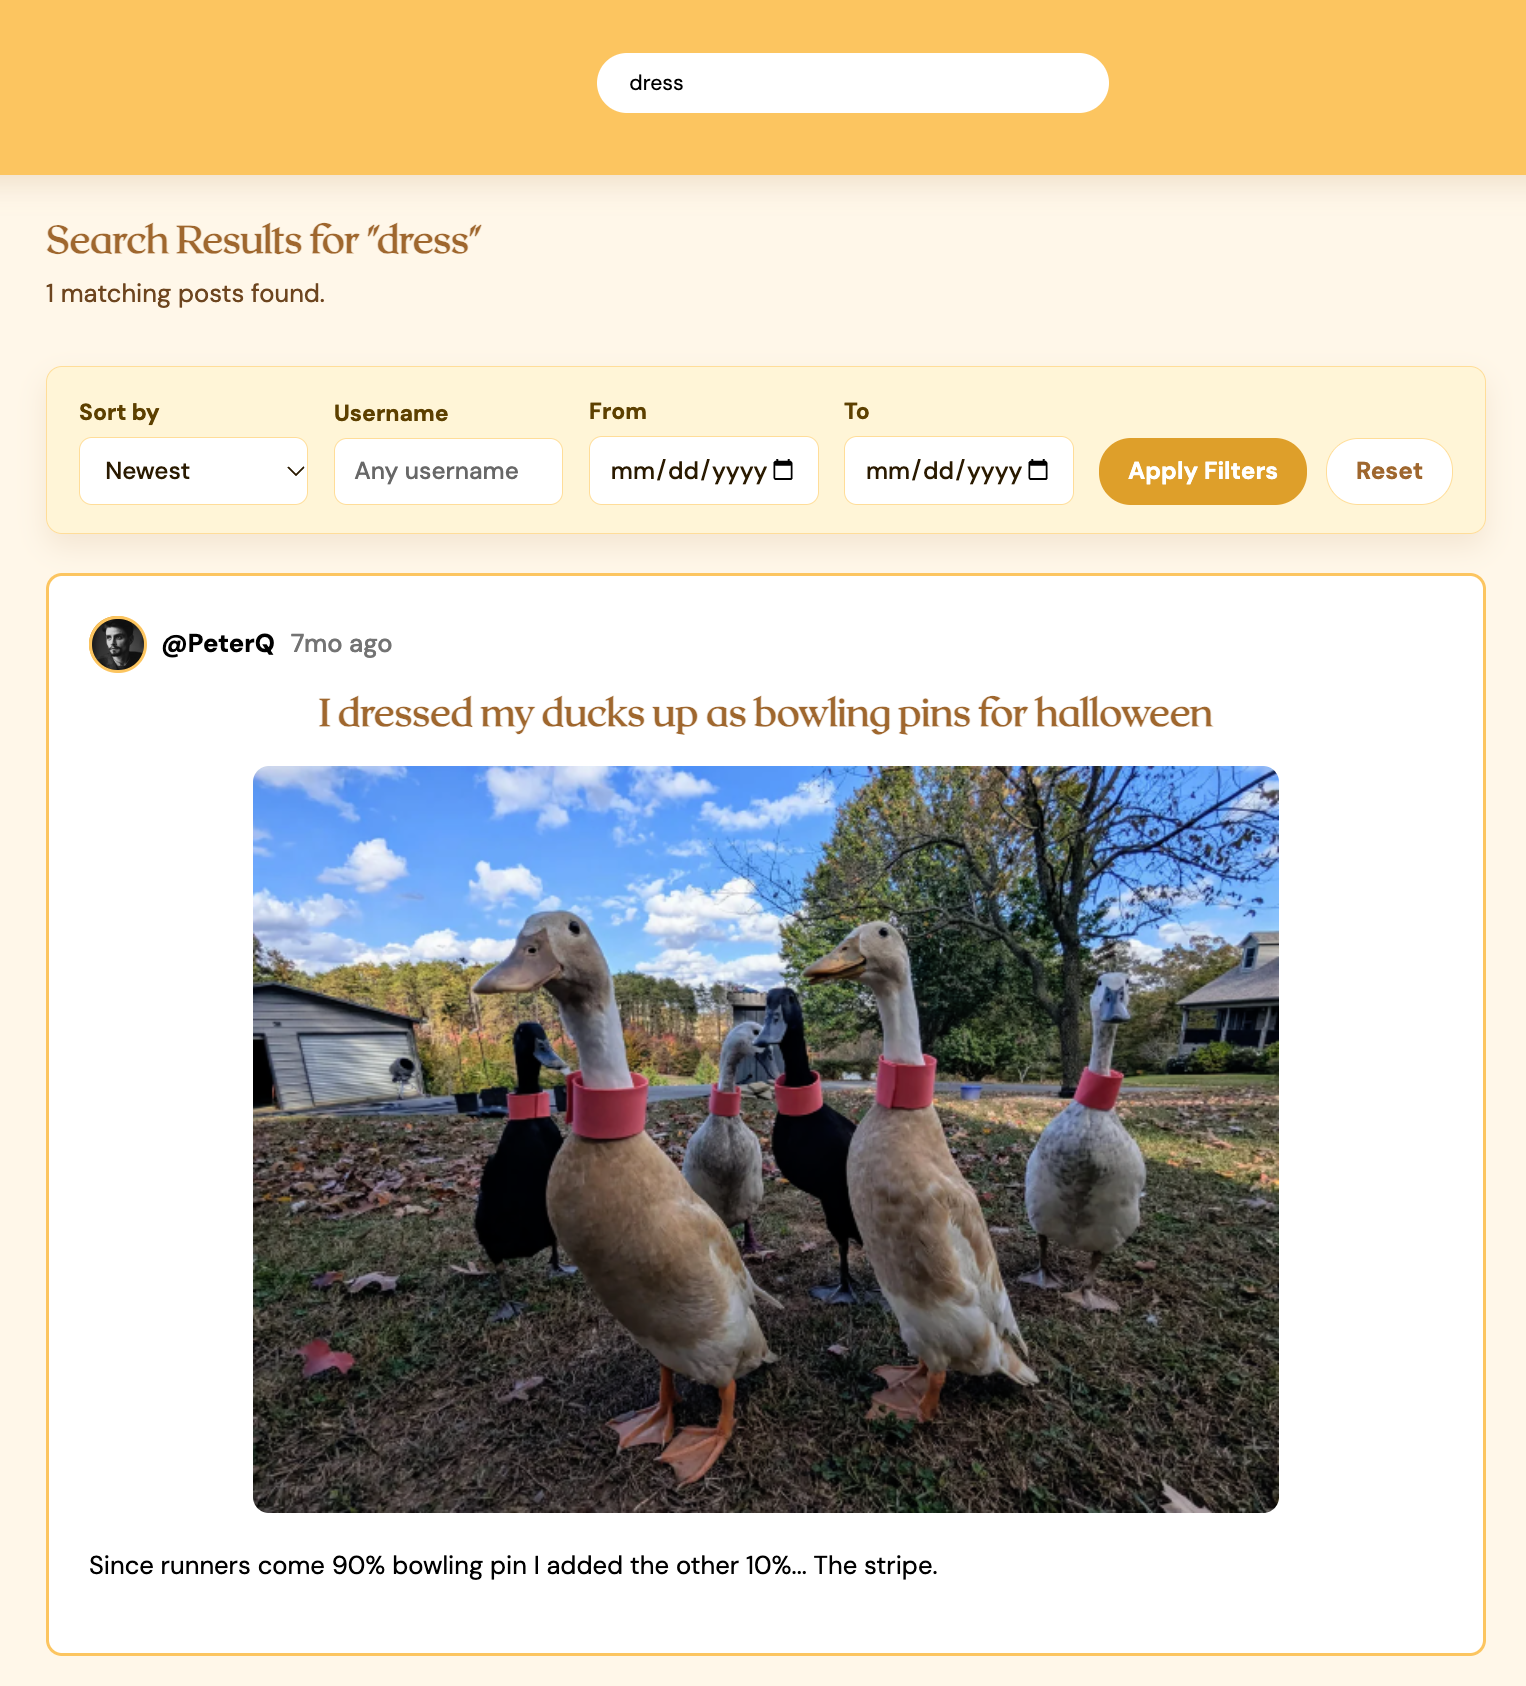 dress
Search Results for "dress"
1 matching posts found.
Sort by
Username
From
To
Newest
Any username
mm/dd/yyyy
mm/dd/yyyy
Apply Filters
Reset
@PeterQ 7mo ago
I dressed my ducks up as bowling pins for halloween
Since runners come 90% bowling pin I added the other 10%... The stripe.